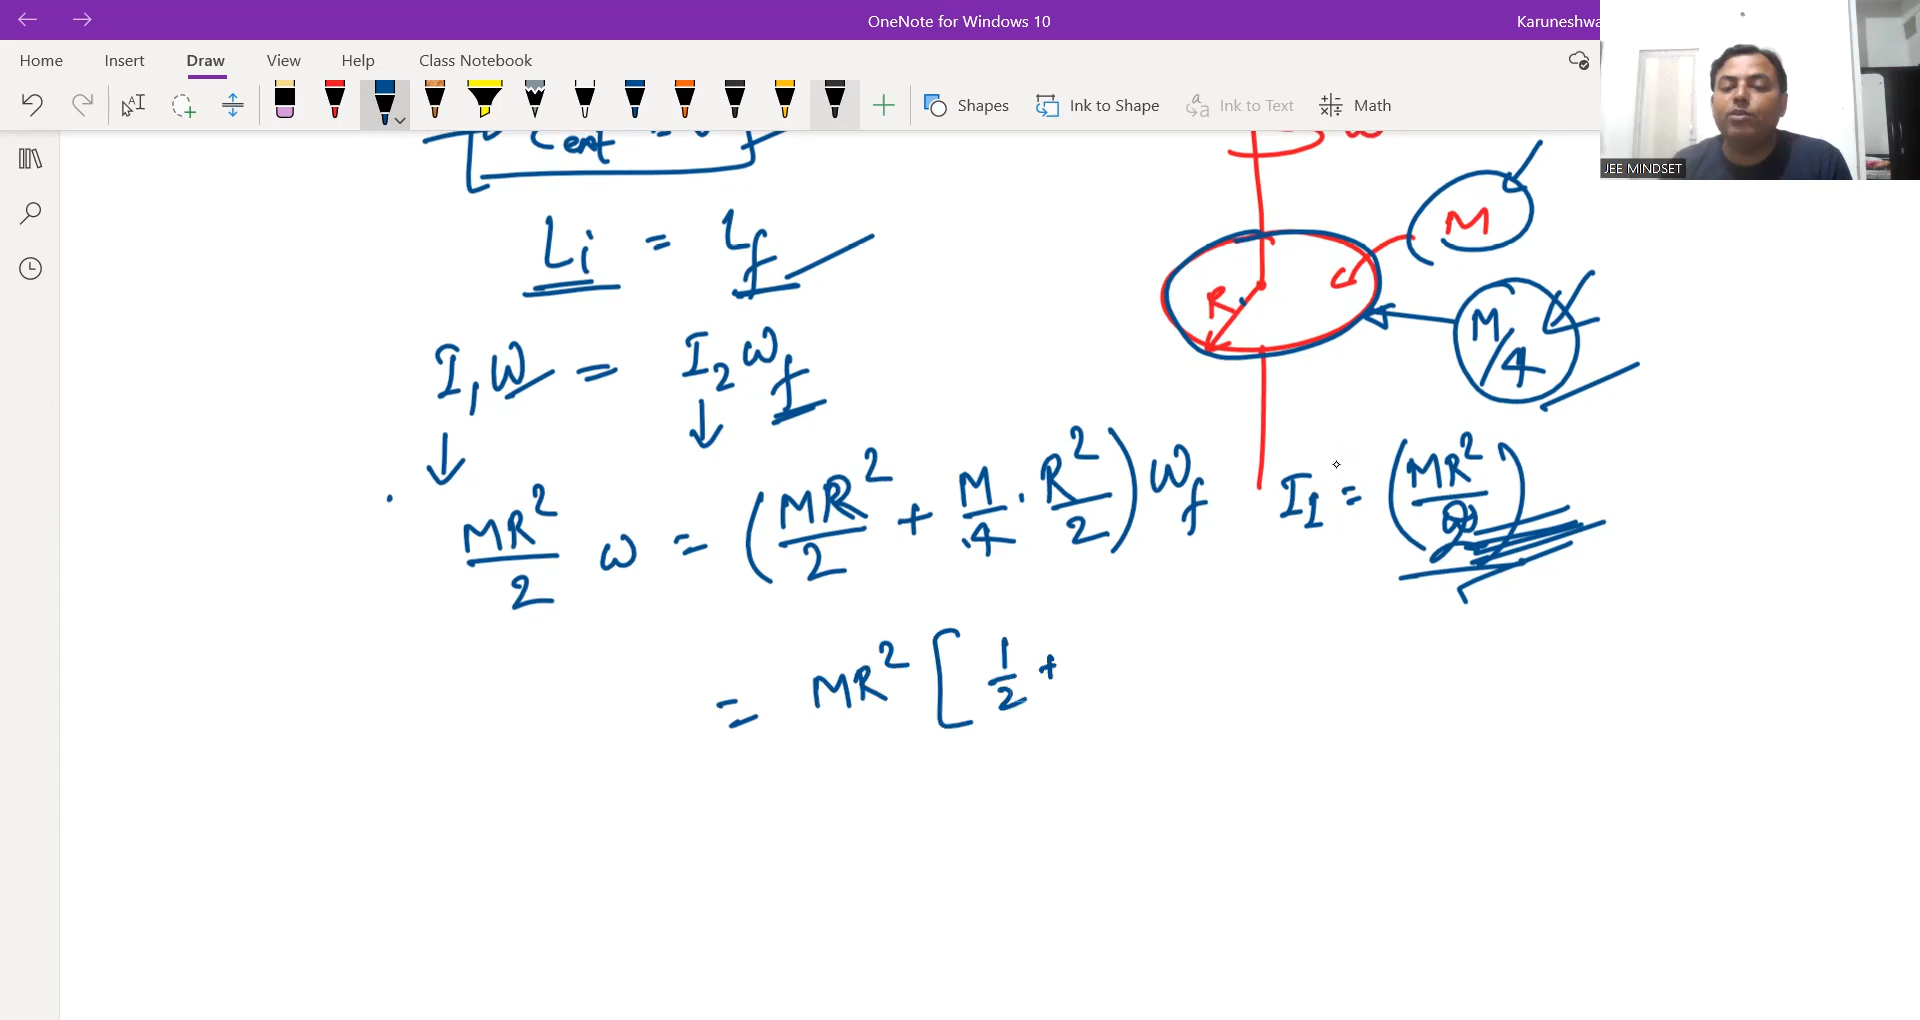 OneNote for Windows 10
Karuneshwa
Home Insert Draw View Help Class Notebook
Shapes Ink to Shape Ink to Text Math
JEE MINDSET
ext
Li = Lf
M
R
M/4
I₁ω = I₂ωf
MR²/2 ω = (MR²/2 + M/4 · R²/2) ωf
I₁ = (MR²/2)
= MR² [ 1/2 +